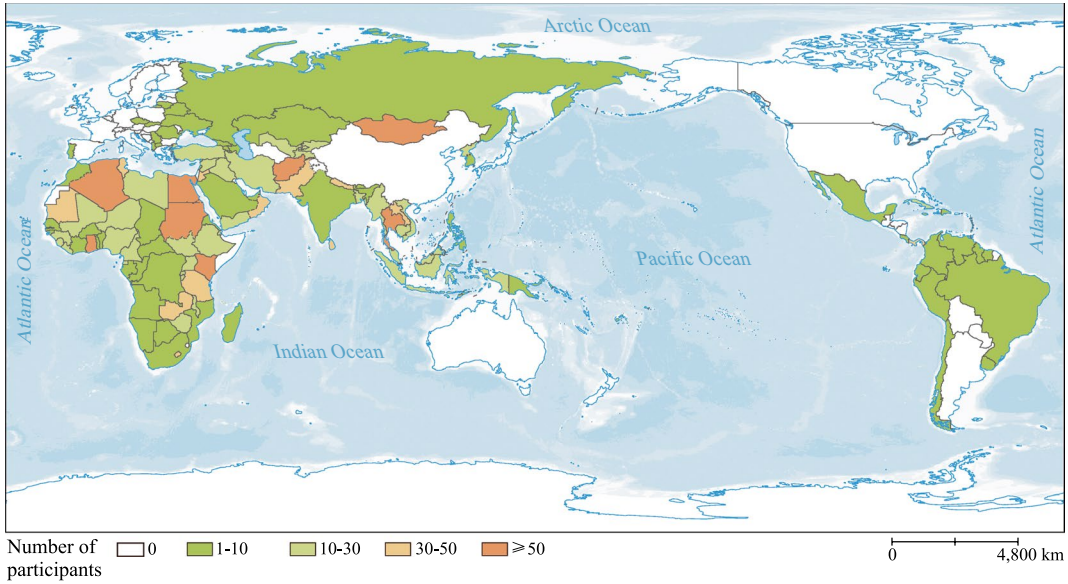 Arctic Ocean
Atlantic Ocean
Pacific Ocean
Atlantic Ocean
Indian Ocean
Number of
participants
0
1-10
10-30
30-50
≥50
0
4,800 km